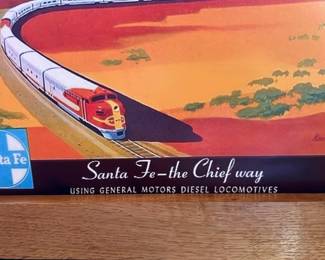 ta Fe
Santa Fe—the Chief way
USING GENERAL MOTORS DIESEL LOCOMOTIVES